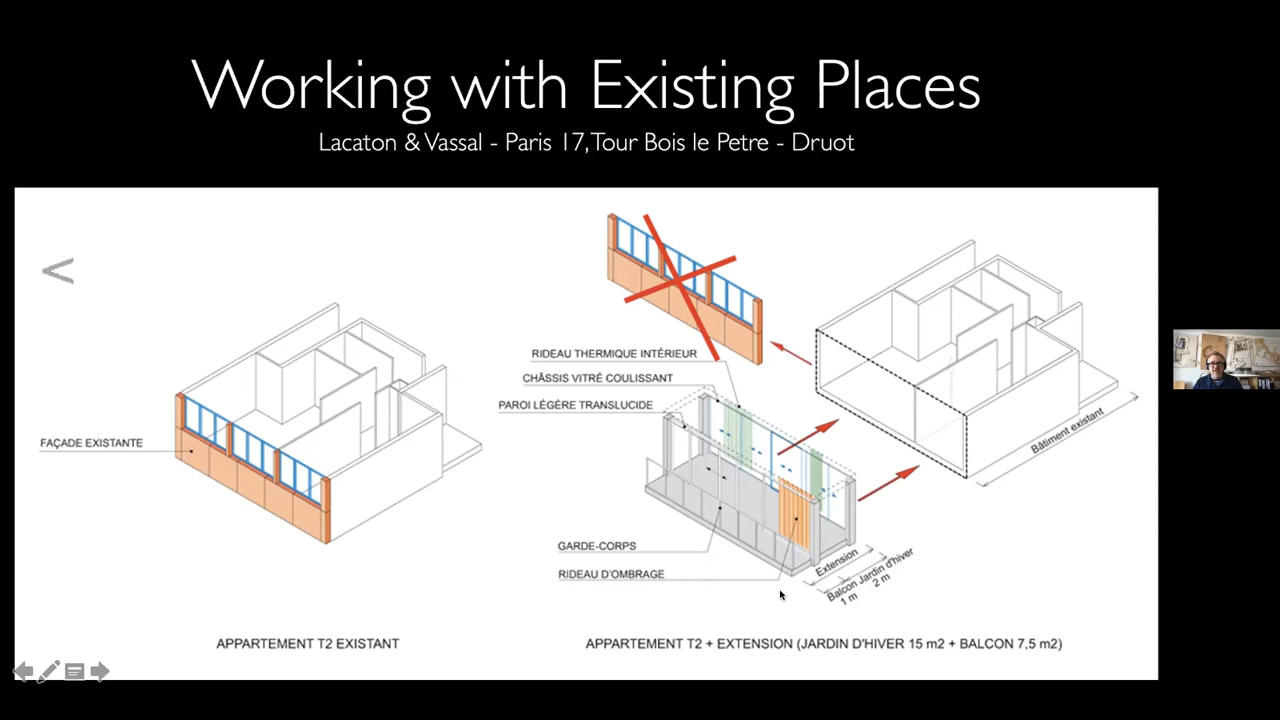 Working with Existing Places
Lacaton & Vassal - Paris 17, Tour Bois le Petre - Druot
<
RIDEAU THERMIQUE INTÉRIEUR
CHÂSSIS VITRÉ COULISSANT
PAROI LÉGÈRE TRANSLUCIDE
FAÇADE EXISTANTE
Bâtiment existant
GARDE-CORPS
RIDEAU D'OMBRAGE
Extension
Balcon Jardin d'hiver
1 m 2 m
APPARTEMENT T2 EXISTANT
APPARTEMENT T2 + EXTENSION (JARDIN D'HIVER 15 m2 + BALCON 7,5 m2)